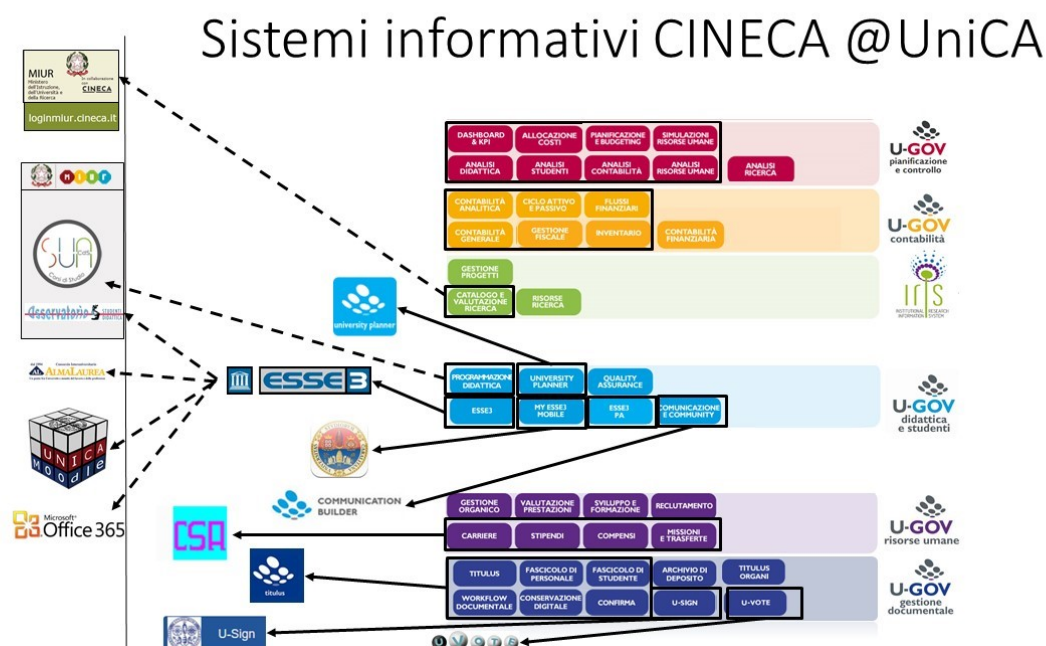 Sistemi informativi CINECA @UniCA
MIUR
Ministero
dell'Istruzione,
dell'Università e
della Ricerca
in collaborazione
con
CINECA
loginmiur.cineca.it
MIUR
SUA
CdS
Corsi di Studio
Osservatorio STUDENTI
DIDATTICA
ALMALAUREA
UNICA
Moodle
Microsoft®
Office 365
university planner
ESSE3
COMMUNICATION
BUILDER
CSA
titulus
U-Sign
U VOTE
DASHBOARD
& KPI
ALLOCAZIONE
COSTI
PIANIFICAZIONE
E BUDGETING
SIMULAZIONI
RISORSE UMANE
ANALISI
DIDATTICA
ANALISI
STUDENTI
ANALISI
CONTABILITÀ
ANALISI
RISORSE UMANE
ANALISI
RICERCA
U-GOV
pianificazione
e controllo
CONTABILITÀ
ANALITICA
CICLO ATTIVO
E PASSIVO
FLUSSI
FINANZIARI
CONTABILITÀ
GENERALE
GESTIONE
FISCALE
INVENTARIO
CONTABILITÀ
FINANZIARIA
U-GOV
contabilità
GESTIONE
PROGETTI
CATALOGO E
VALUTAZIONE
RICERCA
RISORSE
RICERCA
IRIS
INSTITUTIONAL RESEARCH
INFORMATION SYSTEM
PROGRAMMAZIONE
DIDATTICA
UNIVERSITY
PLANNER
QUALITY
ASSURANCE
ESSE3
MY ESSE3
MOBILE
ESSE3
PA
COMUNICAZIONE
E COMMUNITY
U-GOV
didattica
e studenti
GESTIONE
ORGANICO
VALUTAZIONE
PRESTAZIONI
SVILUPPO E
FORMAZIONE
RECLUTAMENTO
CARRIERE
STIPENDI
COMPENSI
MISSIONI
E TRASFERTE
U-GOV
risorse umane
TITULUS
FASCICOLO DI
PERSONALE
FASCICOLO DI
STUDENTE
ARCHIVIO DI
DEPOSITO
TITULUS
ORGANI
WORKFLOW
DOCUMENTALE
CONSERVAZIONE
DIGITALE
CONFIRMA
U-SIGN
U-VOTE
U-GOV
gestione
documentale